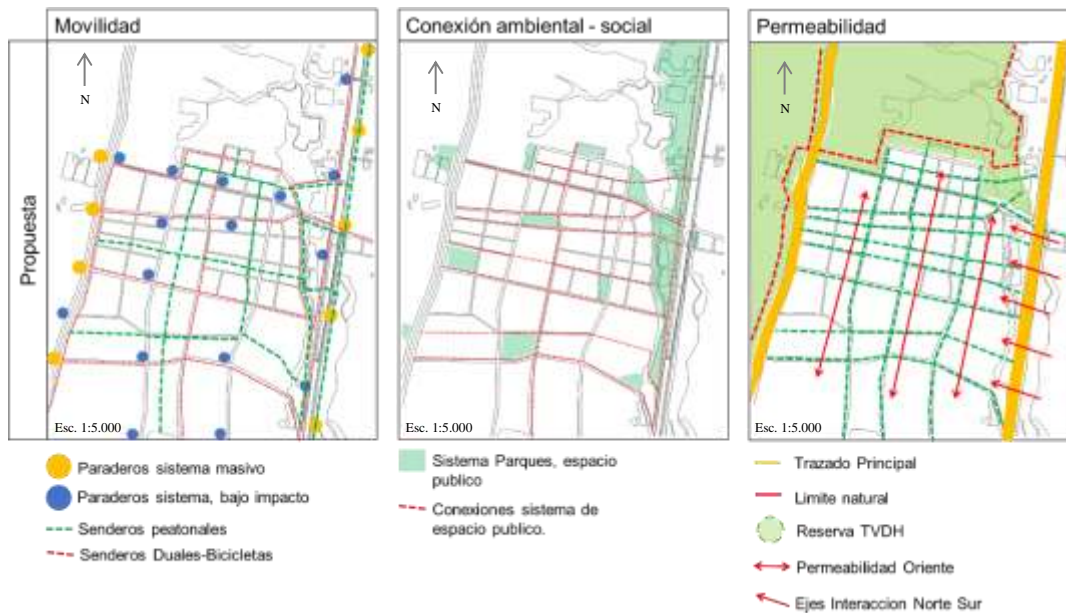 Movilidad
Conexión ambiental - social
Permeabilidad
Propuesta
N
N
N
Esc. 1:5.000
Esc. 1:5.000
Esc. 1:5.000
Paraderos sistema masivo
Paraderos sistema, bajo impacto
Senderos peatonales
Senderos Duales-Bicicletas
Sistema Parques, espacio
publico
Conexiones sistema de
espacio publico.
Trazado Principal
Limite natural
Reserva TVDH
Permeabilidad Oriente
Ejes Interaccion Norte Sur